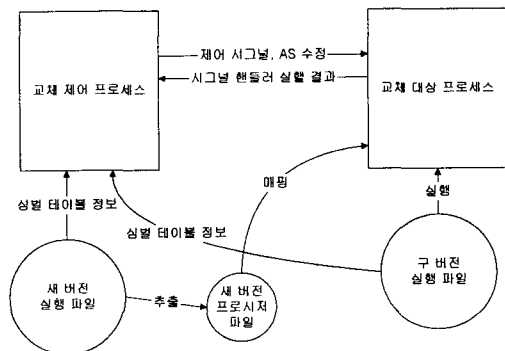 제어 시그널, AS 수정
시그널 핸들러 실행 결과
교체 제어 프로세스
교체 대상 프로세스
매핑
실행
심벌 테이블 정보
심벌 테이블 정보
새 버전
실행 파일
추출
새 버전
프로시저
파일
구 버전
실행 파일